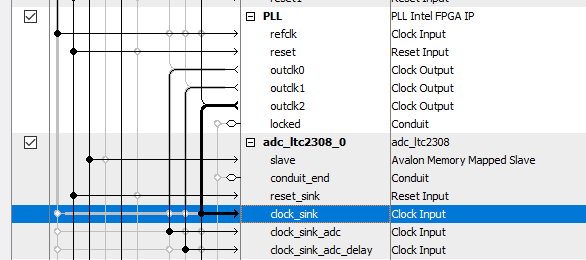 reset1 Reset Input
PLL PLL Intel FPGA IP
refclk Clock Input
reset Reset Input
outclk0 Clock Output
outclk1 Clock Output
outclk2 Clock Output
locked Conduit
adc_ltc2308_0 adc_ltc2308
slave Avalon Memory Mapped Slave
conduit_end Conduit
reset_sink Reset Input
clock_sink Clock Input
clock_sink_adc Clock Input
clock_sink_adc_delay Clock Input